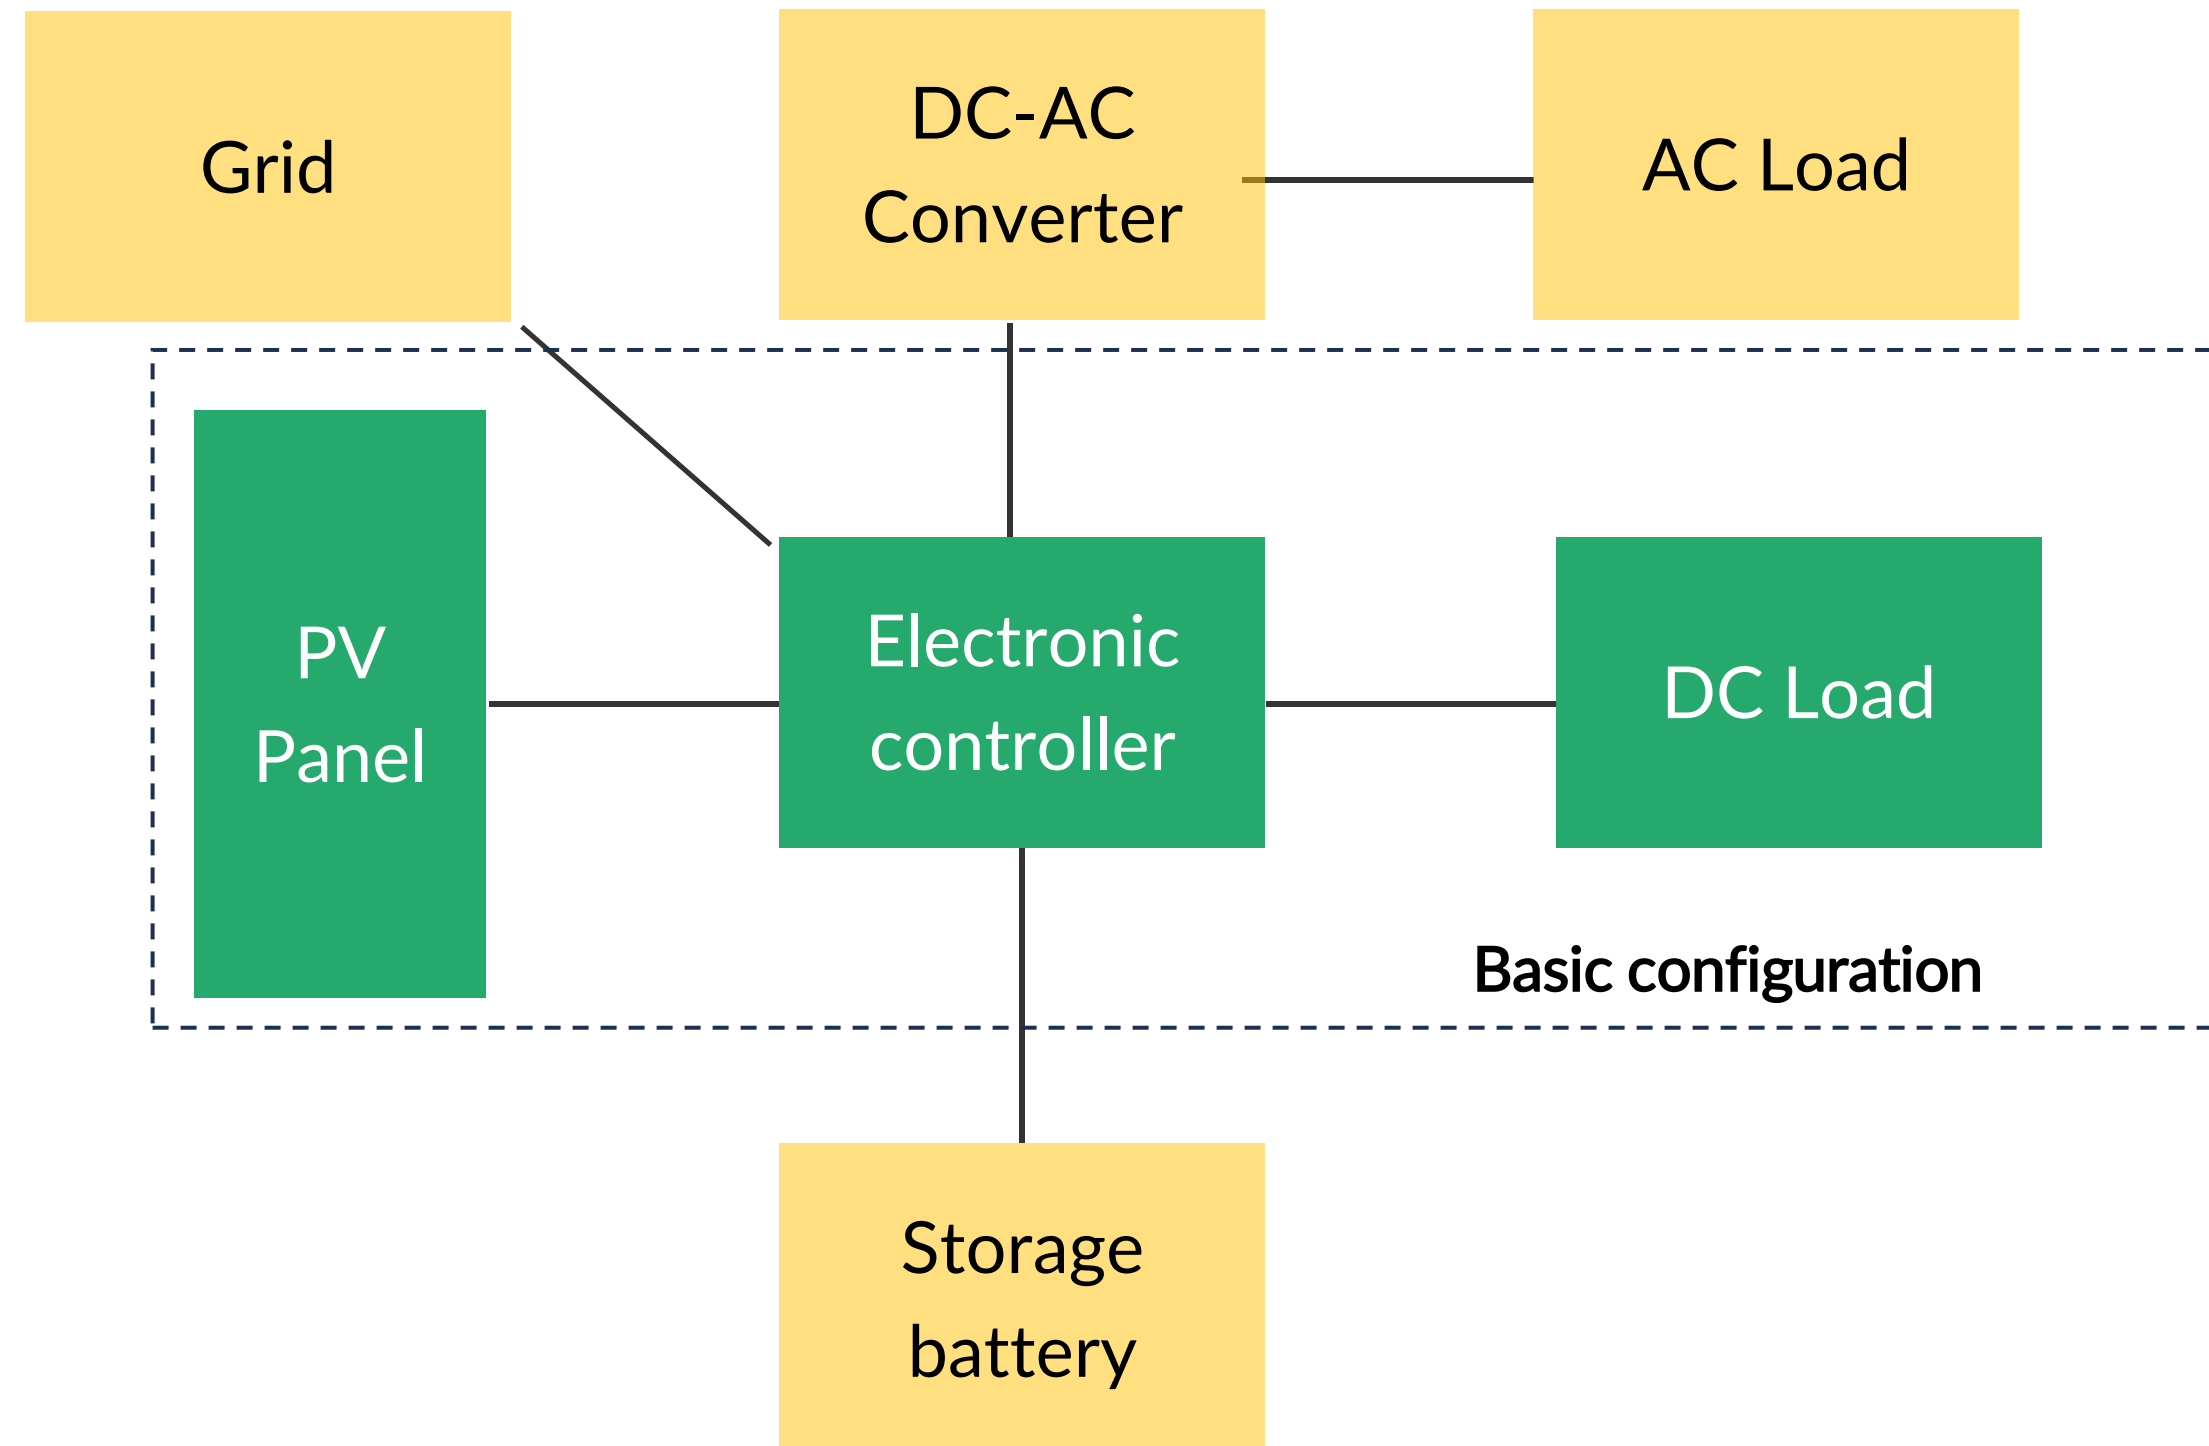 Grid
DC-AC
Converter
AC Load
PV
Panel
Electronic
controller
DC Load
Basic configuration
Storage
battery